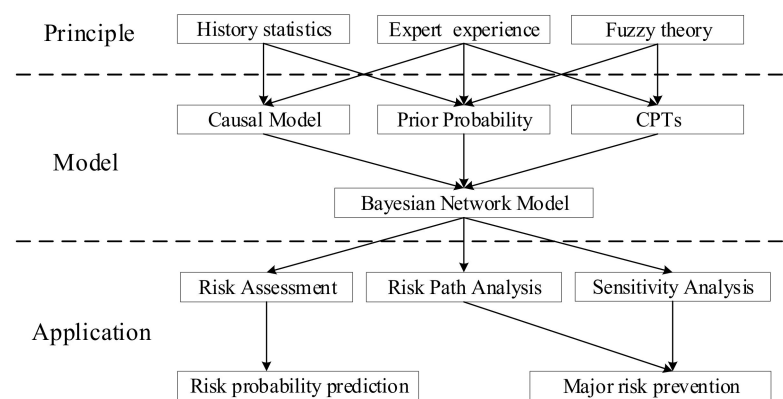 Principle
History statistics
Expert experience
Fuzzy theory
Model
Causal Model
Prior Probability
CPTs
Bayesian Network Model
Application
Risk Assessment
Risk Path Analysis
Sensitivity Analysis
Risk probability prediction
Major risk prevention